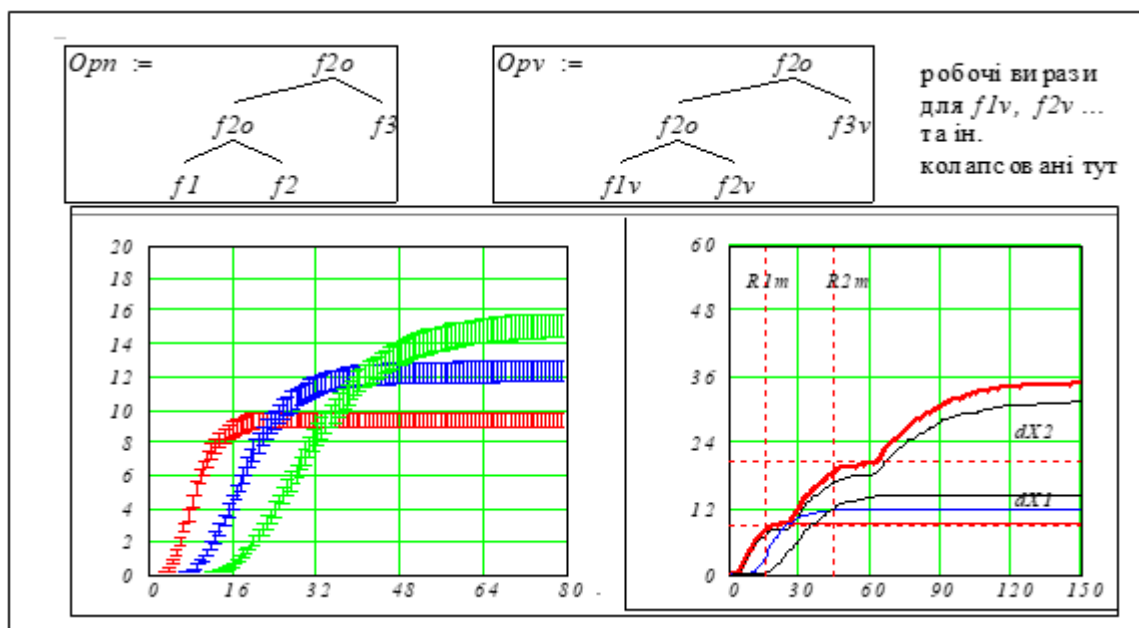 Opn := f2o
f2o f3
f1 f2
Opv := f2o
f2o f3v
f1v f2v
робочі вирази
для f1v, f2v ...
та ін.
колапсовані тут
20
18
16
14
12
10
8
6
4
2
0
0 16 32 48 64 80
60
48
36
24
12
0
R1m R2m
dX2
dX1
0 30 60 90 120 150